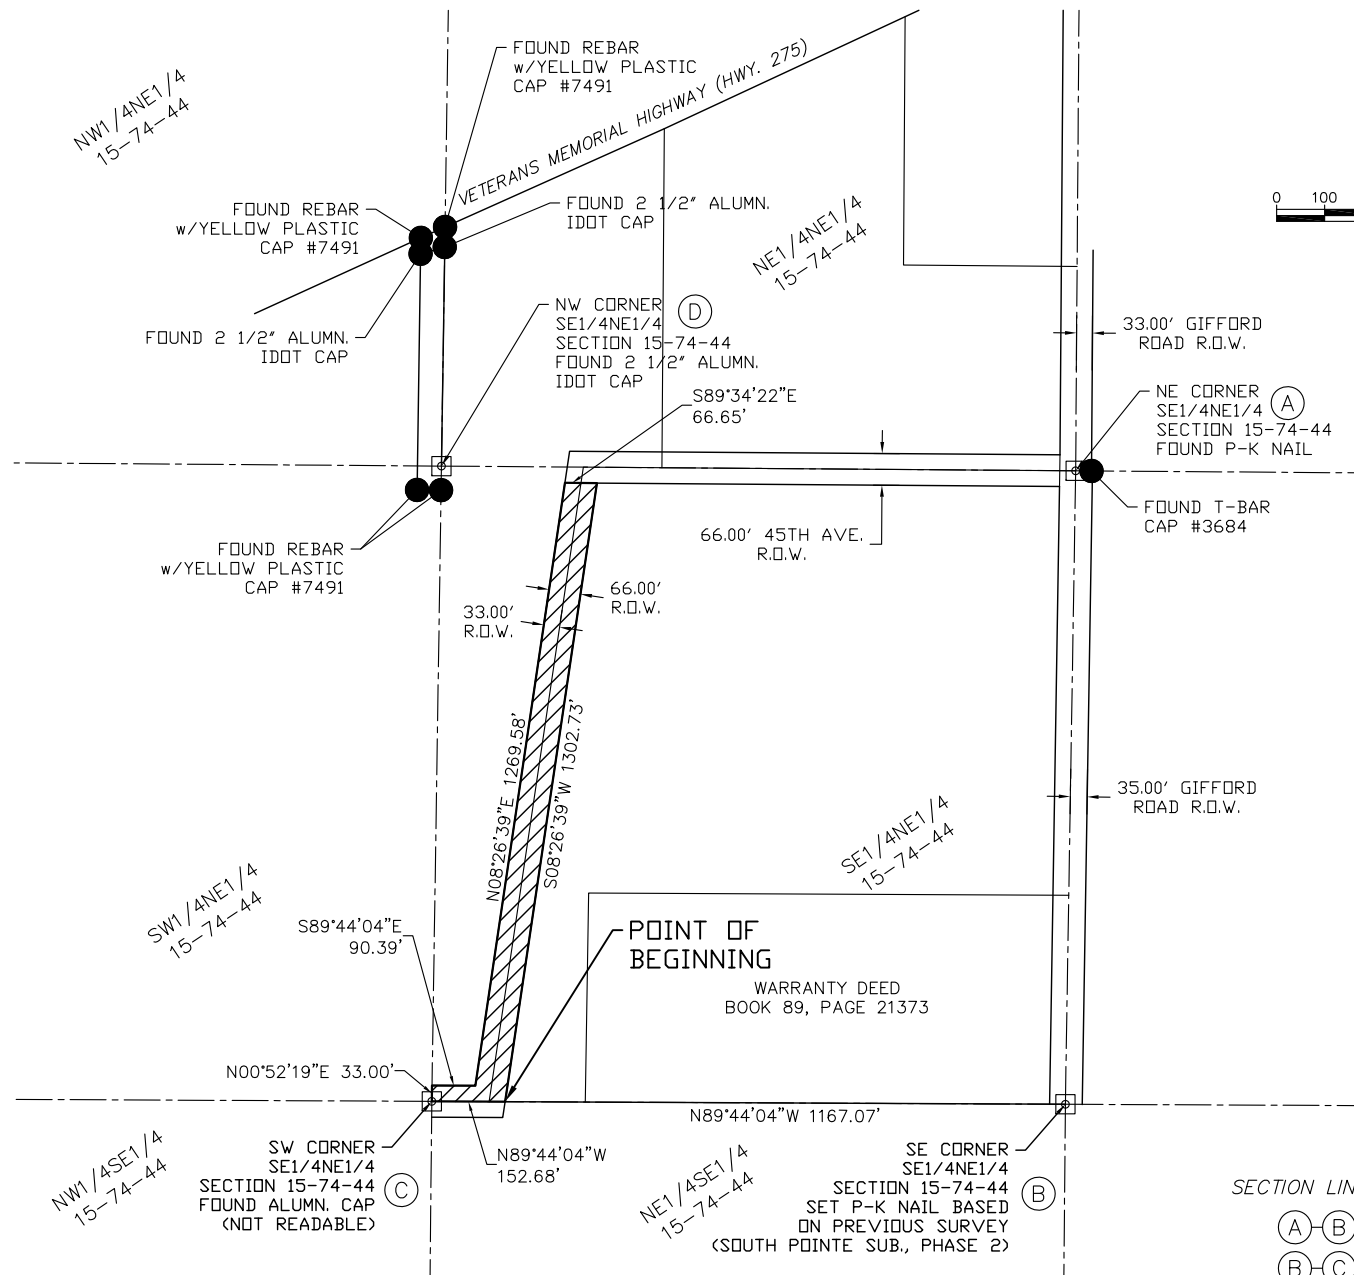 FOUND REBAR
w/YELLOW PLASTIC
CAP #7491
VETERANS MEMORIAL HIGHWAY (HWY. 275)
NW1/4NE1/4
15-74-44
FOUND REBAR
w/YELLOW PLASTIC
CAP #7491
FOUND 2 1/2" ALUMN.
IDOT CAP
NE1/4NE1/4
15-74-44
0 100
FOUND 2 1/2" ALUMN.
IDOT CAP
NW CORNER
SE1/4NE1/4
SECTION 15-74-44
FOUND 2 1/2" ALUMN.
IDOT CAP
D
33.00' GIFFORD
ROAD R.O.W.
S89°34'22"E
66.65'
NE CORNER
SE1/4NE1/4
SECTION 15-74-44
FOUND P-K NAIL
A
FOUND T-BAR
CAP #3684
66.00' 45TH AVE.
R.O.W.
FOUND REBAR
w/YELLOW PLASTIC
CAP #7491
66.00'
R.O.W.
33.00'
R.O.W.
N08°26'39"E 1269.58'
S08°26'39"W 1302.73'
35.00' GIFFORD
ROAD R.O.W.
SE1/4NE1/4
15-74-44
SW1/4NE1/4
15-74-44
S89°44'04"E
90.39'
POINT OF
BEGINNING
WARRANTY DEED
BOOK 89, PAGE 21373
N00°52'19"E 33.00'
N89°44'04"W 1167.07'
N89°44'04"W
152.68'
SW CORNER
SE1/4NE1/4
SECTION 15-74-44
FOUND ALUMN. CAP
(NOT READABLE)
C
NW1/4SE1/4
15-74-44
NE1/4SE1/4
15-74-44
SE CORNER
SE1/4NE1/4
SECTION 15-74-44
SET P-K NAIL BASED
ON PREVIOUS SURVEY
(SOUTH POINTE SUB., PHASE 2)
B
SECTION LIN
A-B
B-C